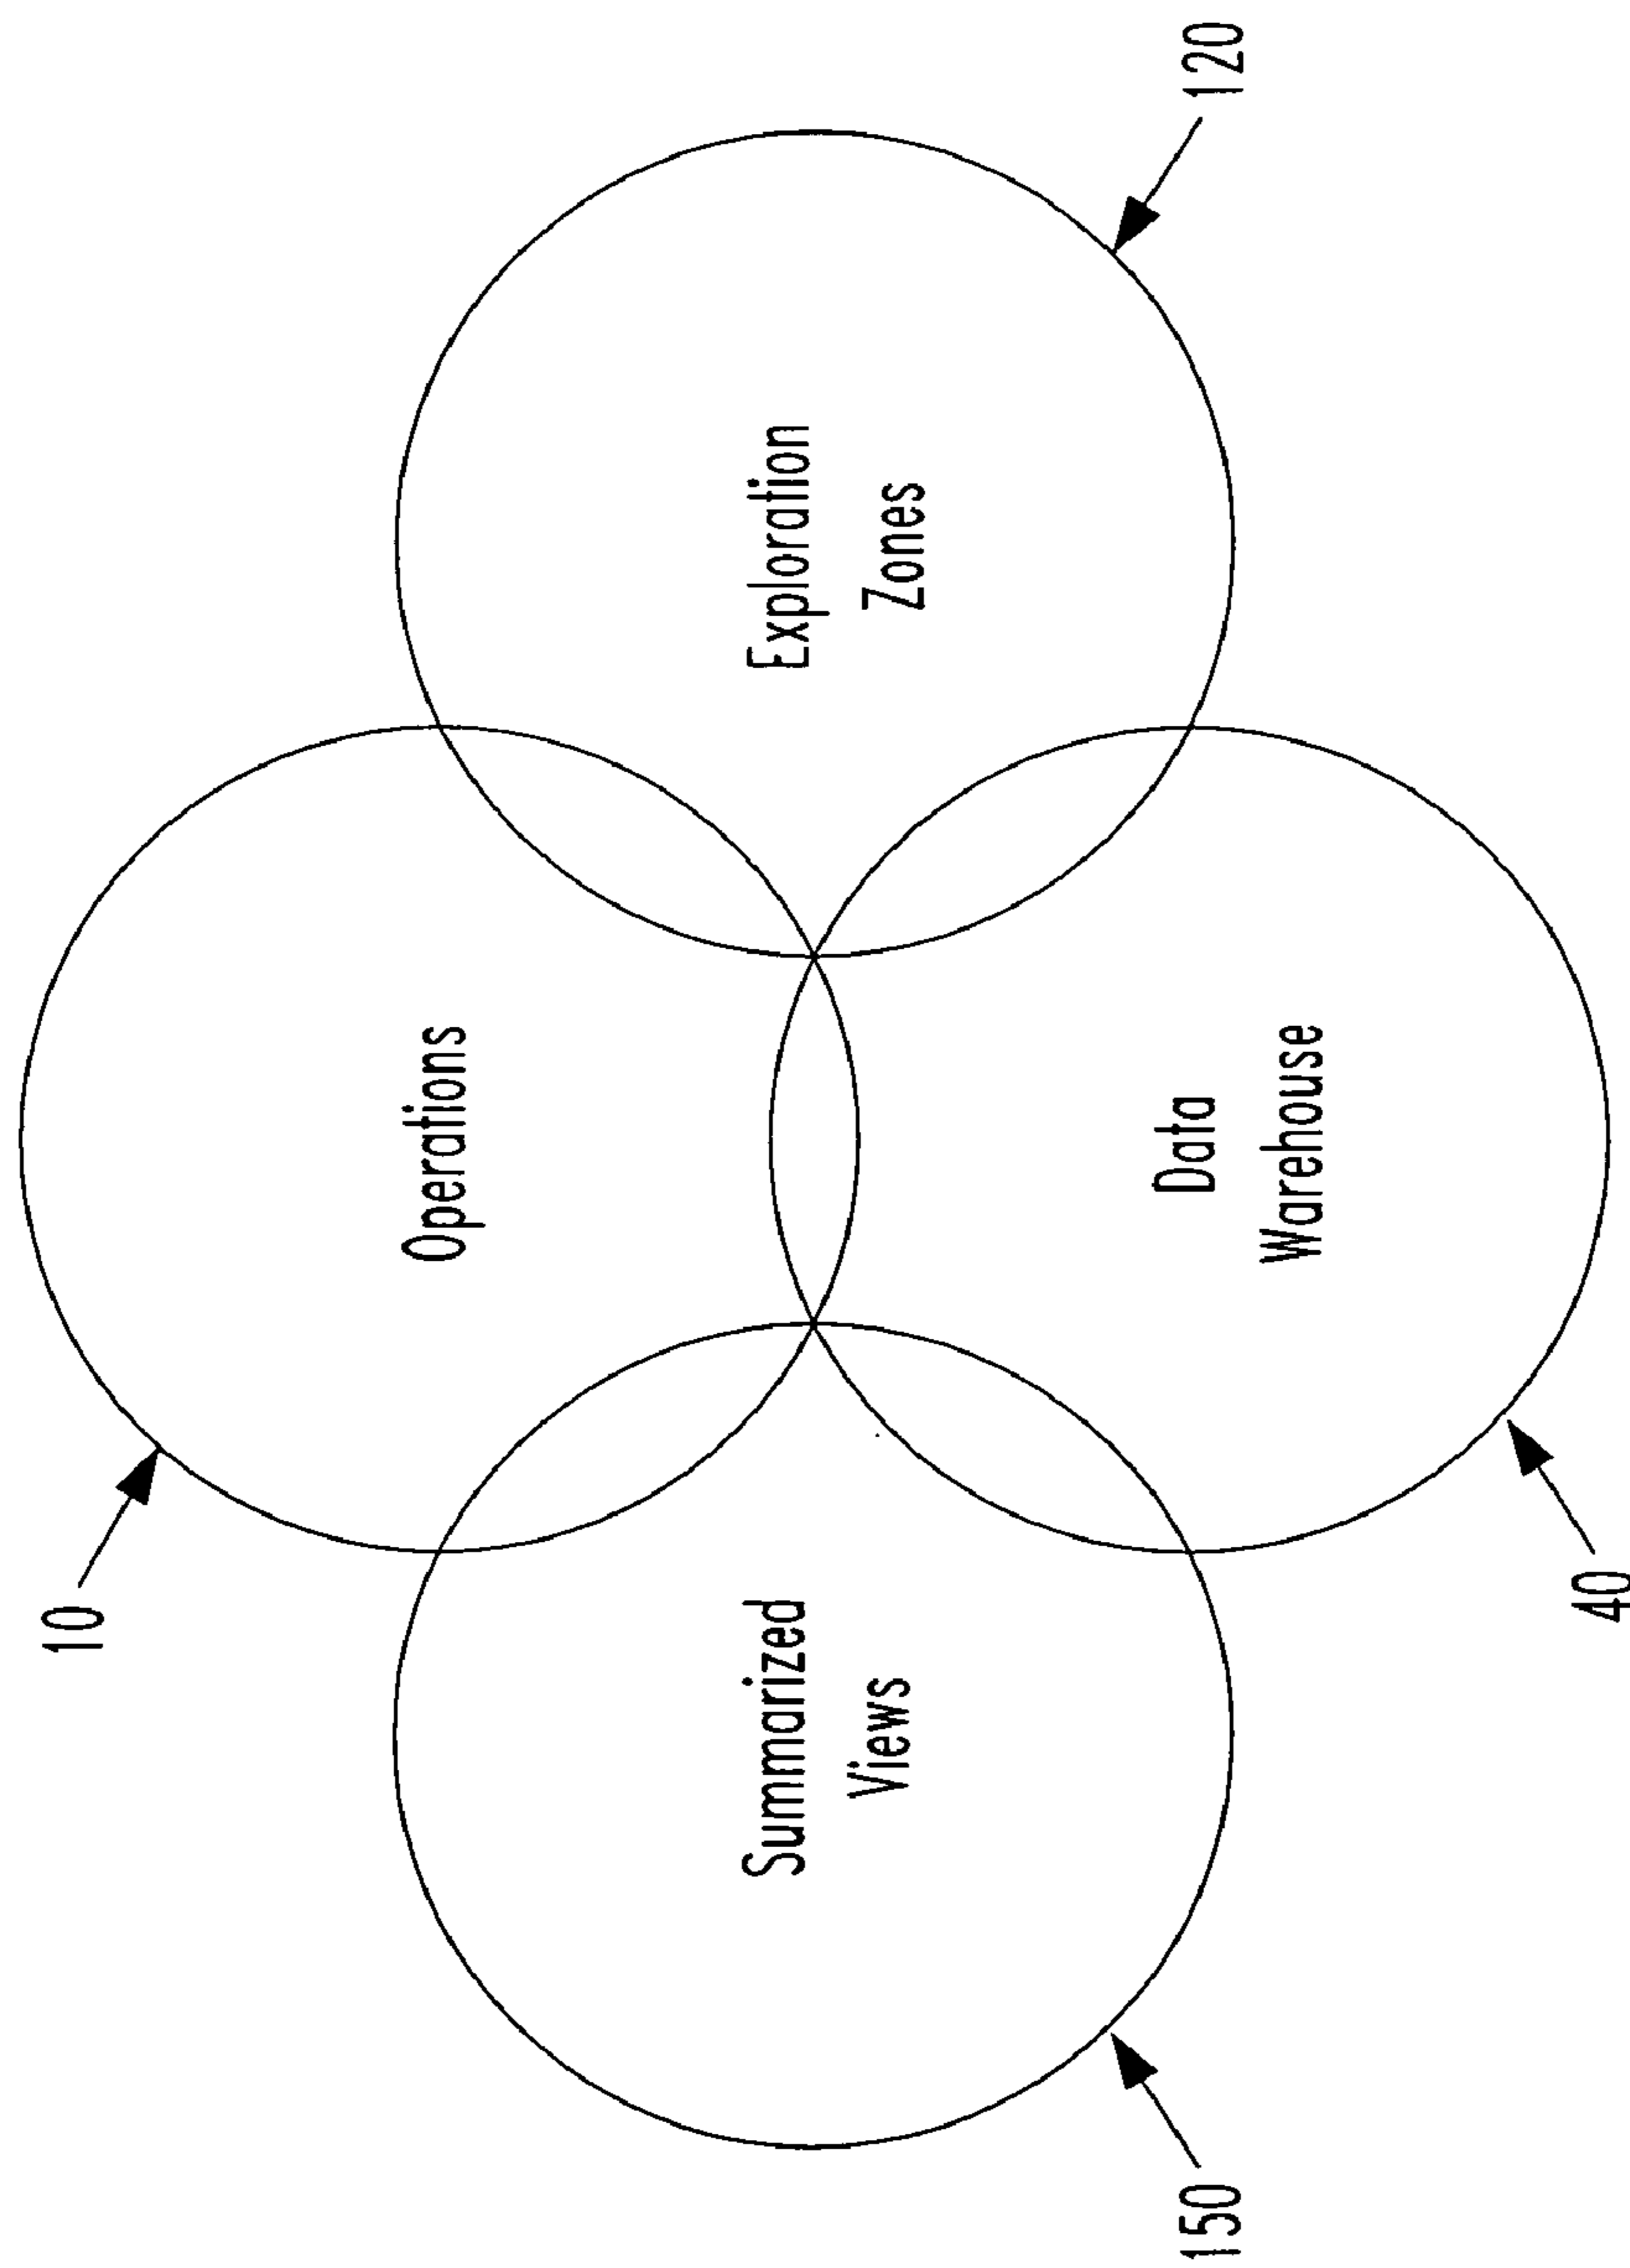 10
Operations
Summarized
Views
Exploration
Zones
150
120
Data
Warehouse
40